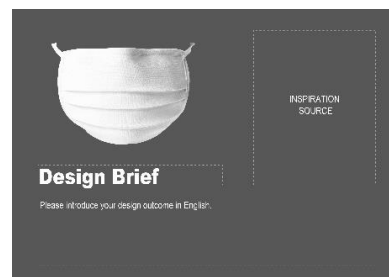 INSPIRATION
SOURCE
Design Brief
Please introduce your design outcome in English.